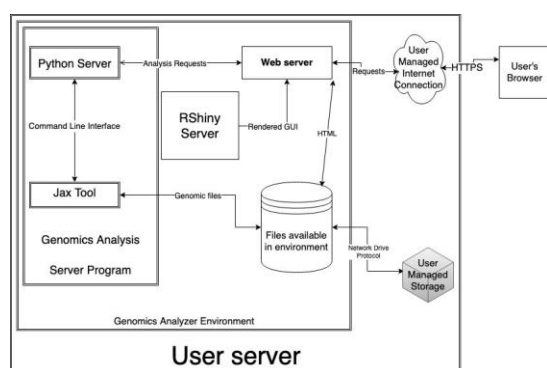 Python Server
Analysis Requests
Web server
Requests
User
Managed
Internet
Connection
HTTPS
User's
Browser
RShiny
Server
Rendered GUI
Command Line Interface
HTML
Jax Tool
Genomic files
Files available
in environment
Network Drive
Protocol
User
Managed
Storage
Genomics Analysis
Server Program
Genomics Analyzer Environment
User server